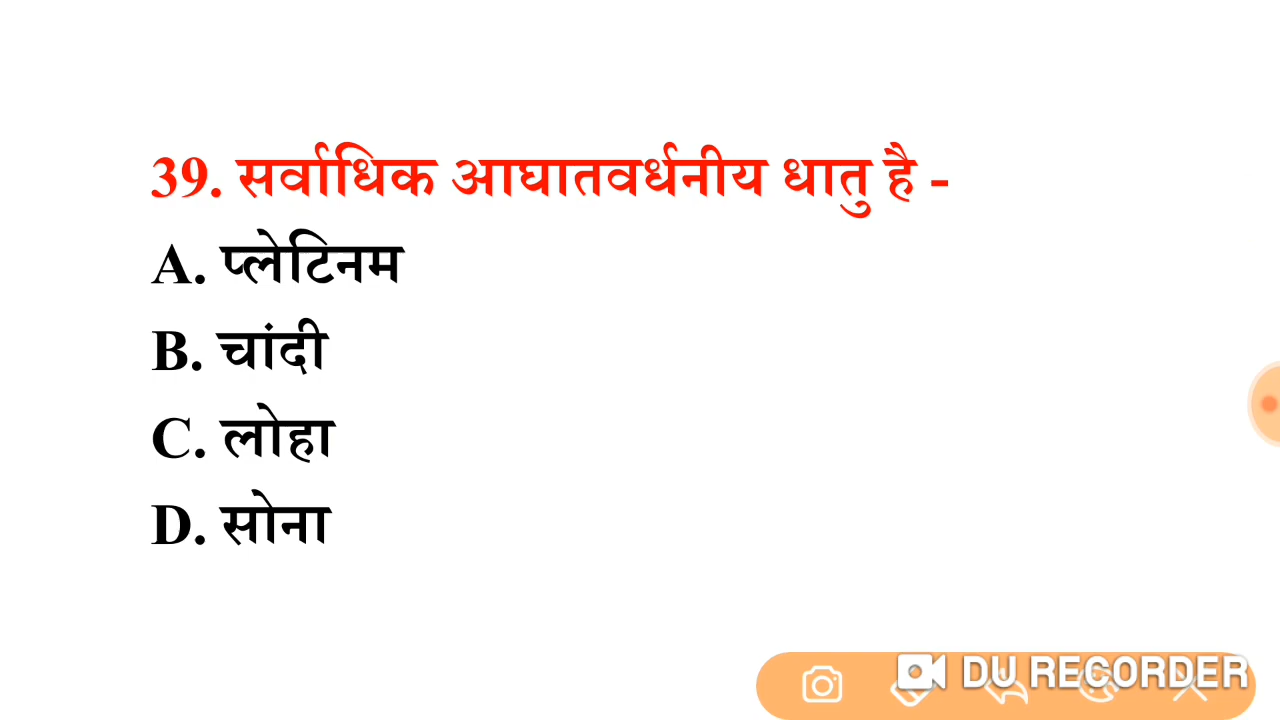 39. सर्वाधिक आघातवर्धनीय धातु है -
A. प्लेटिनम
B. चांदी
C. लोहा
D. सोना
DU RECORDER